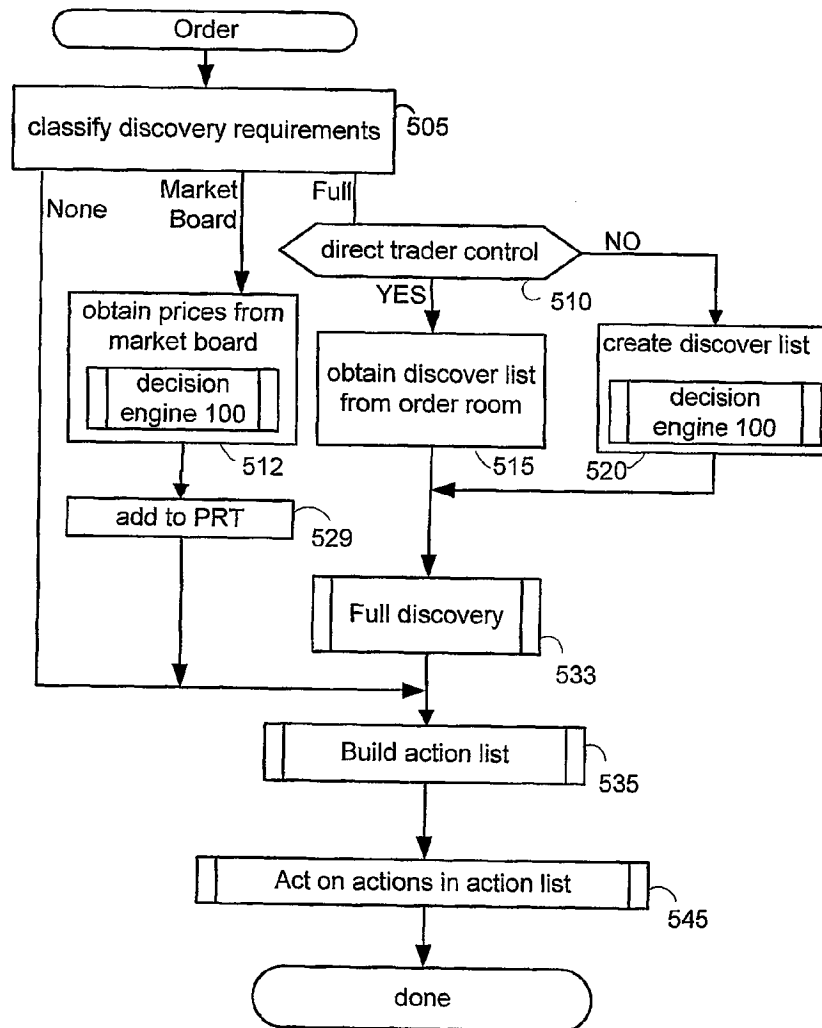 Order
classify discovery requirements
505
None
Market
Board
Full
direct trader control
NO
YES
510
obtain prices from
market board
decision
engine 100
512
obtain discover list
from order room
515
create discover list
decision
engine 100
520
add to PRT
529
Full discovery
533
Build action list
535
Act on actions in action list
545
done